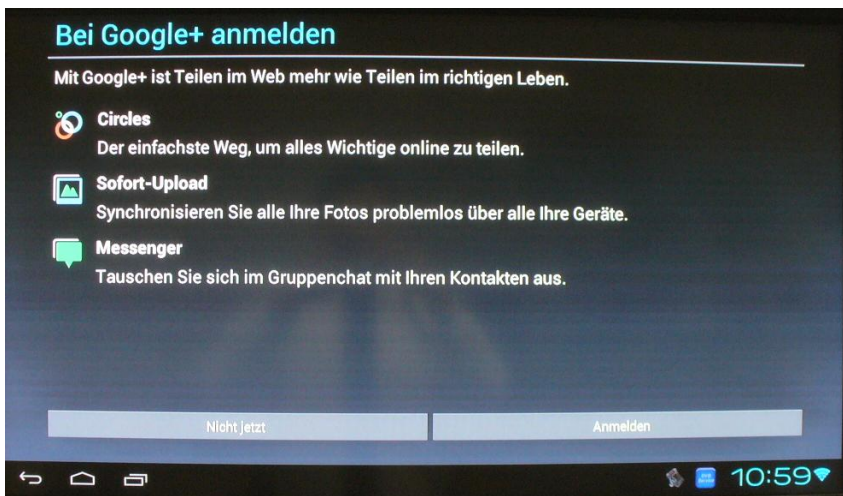 Bei Google+ anmelden
Mit Google+ ist Teilen im Web mehr wie Teilen im richtigen Leben.
Circles
Der einfachste Weg, um alles Wichtige online zu teilen.
Sofort-Upload
Synchronisieren Sie alle Ihre Fotos problemlos über alle Ihre Geräte.
Messenger
Tauschen Sie sich im Gruppenchat mit Ihren Kontakten aus.
Nicht jetzt
Anmelden
10:59